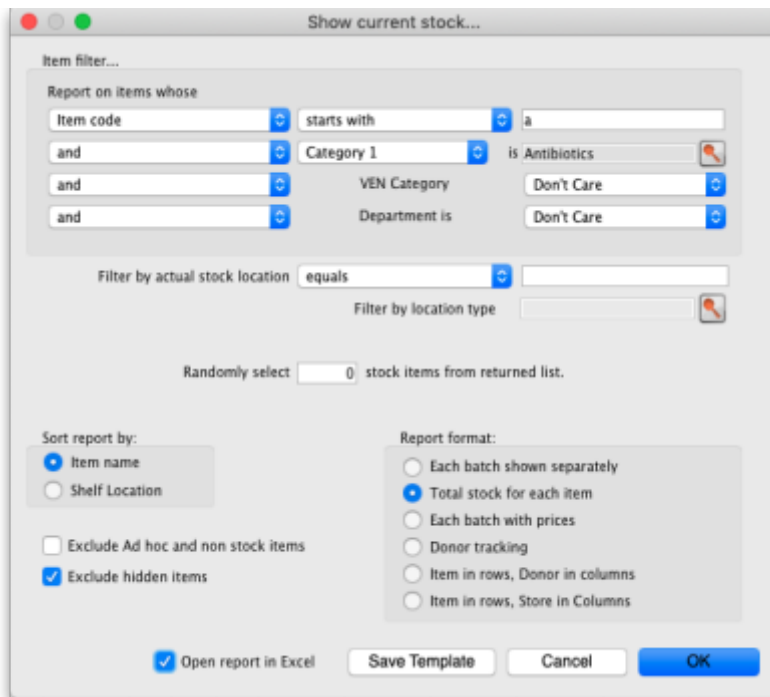 Show current stock...
Item filter....
Report on items whose
Item code starts with a
and Category 1 is Antibiotics
and VEN Category Don't Care
and Department is Don't Care
Filter by actual stock location equals
Filter by location type
Randomly select 0 stock items from returned list.
Sort report by:
Item name
Shelf Location
Exclude Ad hoc and non stock items
Exclude hidden items
Report format:
Each batch shown separately
Total stock for each item
Each batch with prices
Donor tracking
Item in rows, Donor in columns
Item in rows, Store in Columns
Open report in Excel Save Template Cancel OK